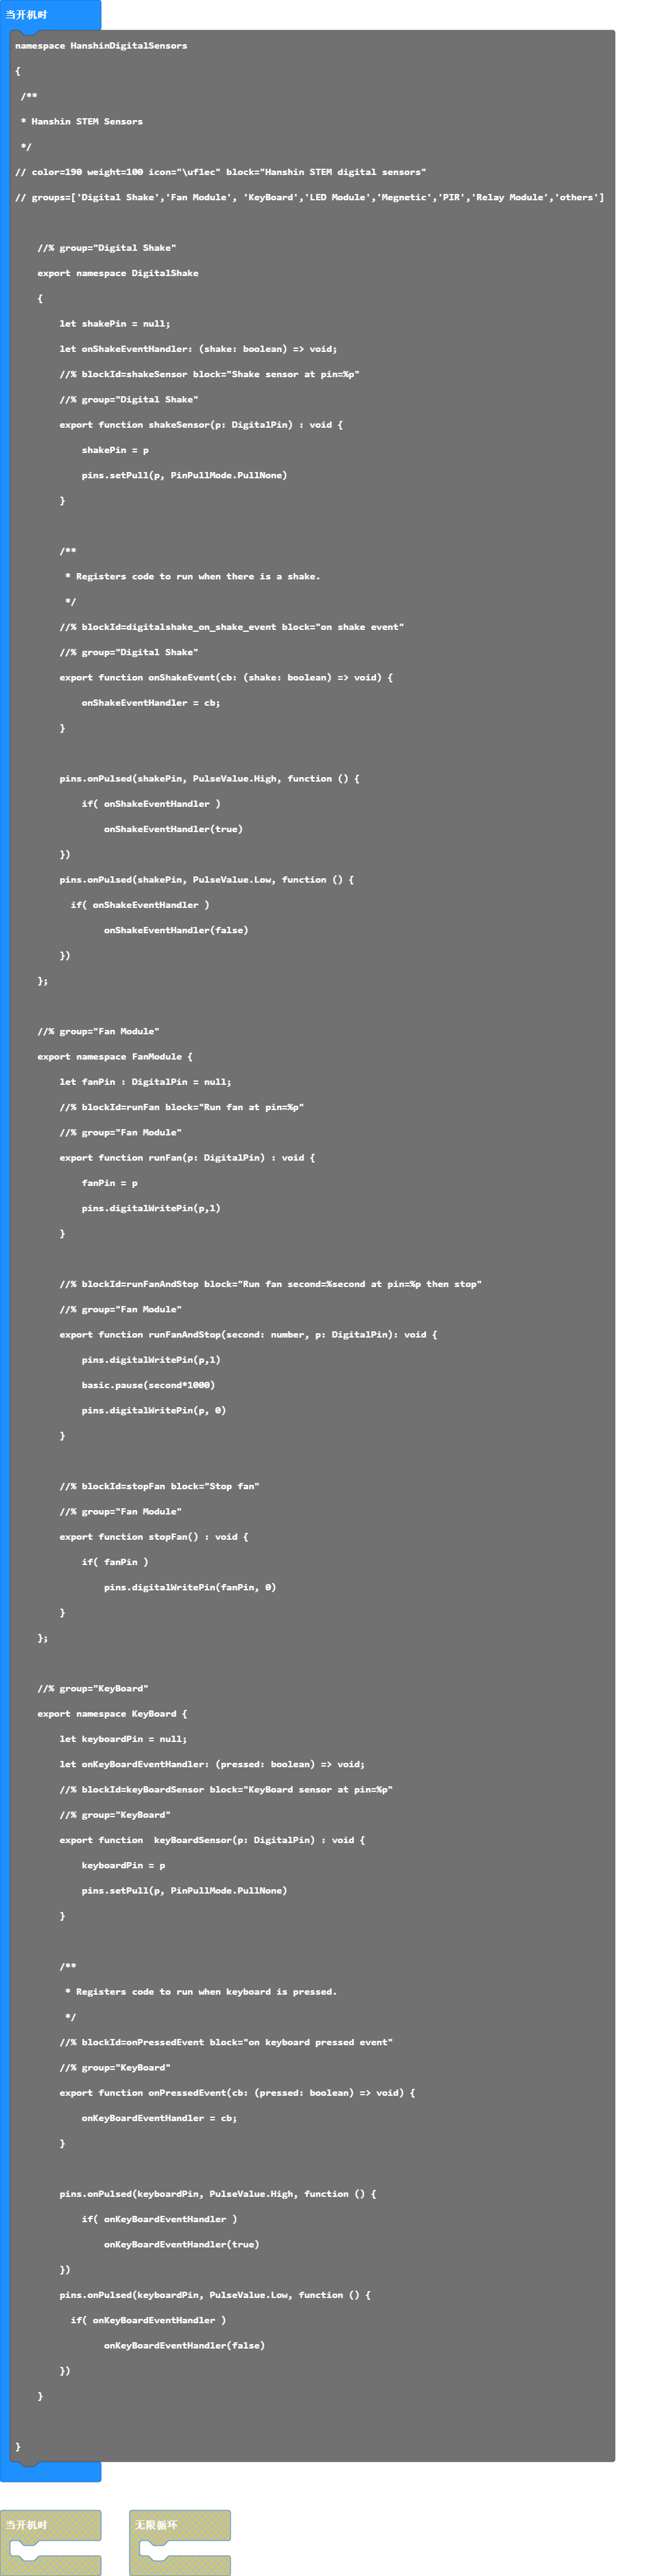 当开机时
namespace HanshinDigitalSensors
{
/**
* Hanshin STEM Sensors
*/
// color=190 weight=100 icon="\uf1ec" block="Hanshin STEM digital sensors"
// groups=['Digital Shake','Fan Module', 'KeyBoard','LED Module','Megnetic','PIR','Relay Module','others']
//% group="Digital Shake"
export namespace DigitalShake
{
let shakePin = null;
let onShakeEventHandler: (shake: boolean) => void;
//% blockId=shakeSensor block="Shake sensor at pin=%p"
//% group="Digital Shake"
export function shakeSensor(p: DigitalPin) : void {
shakePin = p
pins.setPull(p, PinPullMode.PullNone)
}
/**
* Registers code to run when there is a shake.
*/
//% blockId=digitalshake_on_shake_event block="on shake event"
//% group="Digital Shake"
export function onShakeEvent(cb: (shake: boolean) => void) {
onShakeEventHandler = cb;
}
pins.onPulsed(shakePin, PulseValue.High, function () {
if( onShakeEventHandler )
onShakeEventHandler(true)
})
pins.onPulsed(shakePin, PulseValue.Low, function () {
if( onShakeEventHandler )
onShakeEventHandler(false)
})
};
//% group="Fan Module"
export namespace FanModule {
let fanPin : DigitalPin = null;
//% blockId=runFan block="Run fan at pin=%p"
//% group="Fan Module"
export function runFan(p: DigitalPin) : void {
fanPin = p
pins.digitalWritePin(p,1)
}
//% blockId=runFanAndStop block="Run fan second=%second at pin=%p then stop"
//% group="Fan Module"
export function runFanAndStop(second: number, p: DigitalPin): void {
pins.digitalWritePin(p,1)
basic.pause(second*1000)
pins.digitalWritePin(p, 0)
}
//% blockId=stopFan block="Stop fan"
//% group="Fan Module"
export function stopFan() : void {
if( fanPin )
pins.digitalWritePin(fanPin, 0)
}
};
//% group="KeyBoard"
export namespace KeyBoard {
let keyboardPin = null;
let onKeyBoardEventHandler: (pressed: boolean) => void;
//% blockId=keyBoardSensor block="KeyBoard sensor at pin=%p"
//% group="KeyBoard"
export function  keyBoardSensor(p: DigitalPin) : void {
keyboardPin = p
pins.setPull(p, PinPullMode.PullNone)
}
/**
* Registers code to run when keyboard is pressed.
*/
//% blockId=onPressedEvent block="on keyboard pressed event"
//% group="KeyBoard"
export function onPressedEvent(cb: (pressed: boolean) => void) {
onKeyBoardEventHandler = cb;
}
pins.onPulsed(keyboardPin, PulseValue.High, function () {
if( onKeyBoardEventHandler )
onKeyBoardEventHandler(true)
})
pins.onPulsed(keyboardPin, PulseValue.Low, function () {
if( onKeyBoardEventHandler )
onKeyBoardEventHandler(false)
})
}
}
当开机时
无限循环